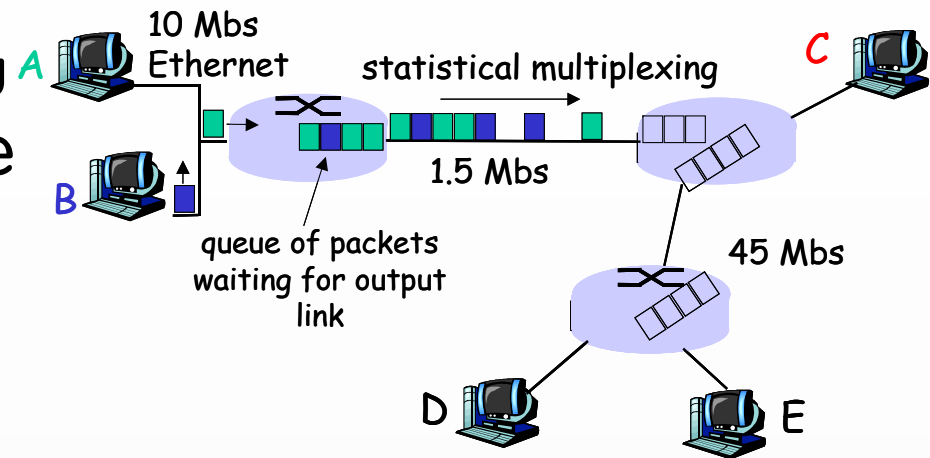 10 Mbs
Ethernet
A
statistical multiplexing
C
1.5 Mbs
B
queue of packets
waiting for output
link
45 Mbs
D
E